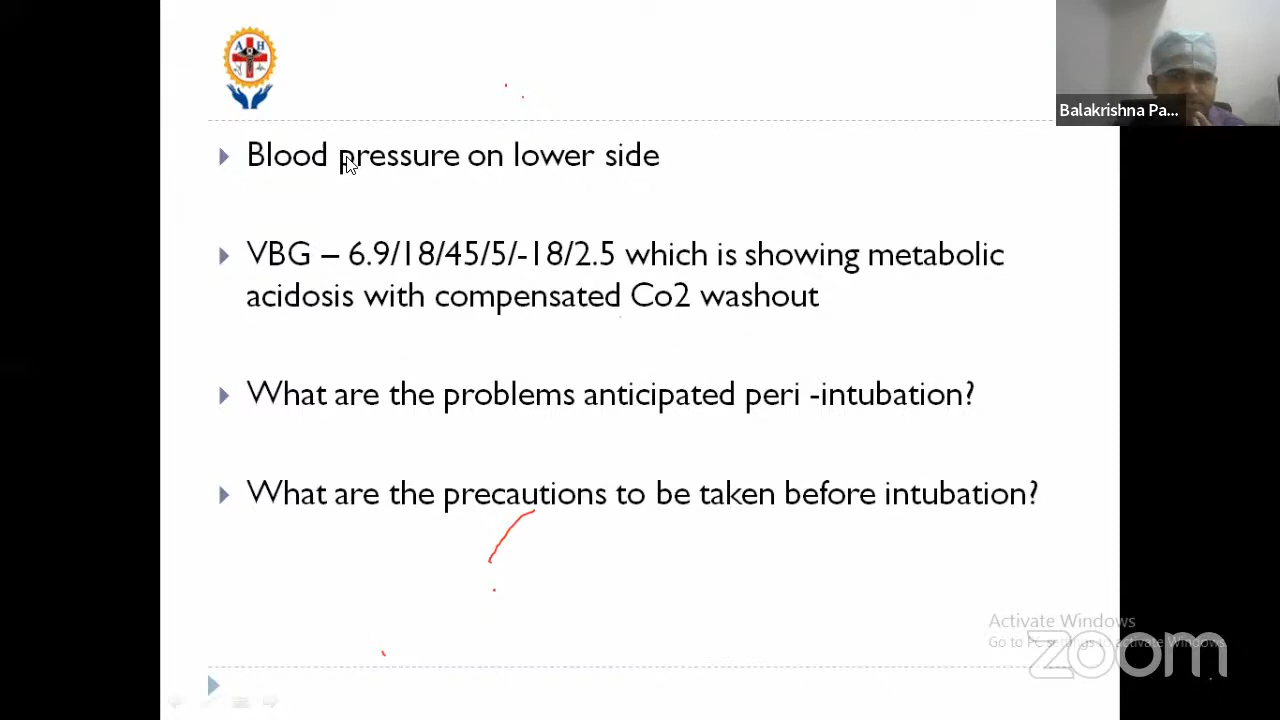 A H
Balakrishna Pa...
Blood pressure on lower side
VBG – 6.9/18/45/5/-18/2.5 which is showing metabolic
acidosis with compensated Co2 washout
What are the problems anticipated peri -intubation?
What are the precautions to be taken before intubation?
Activate Windows
Go to PC settings to activate Windows.
zoom